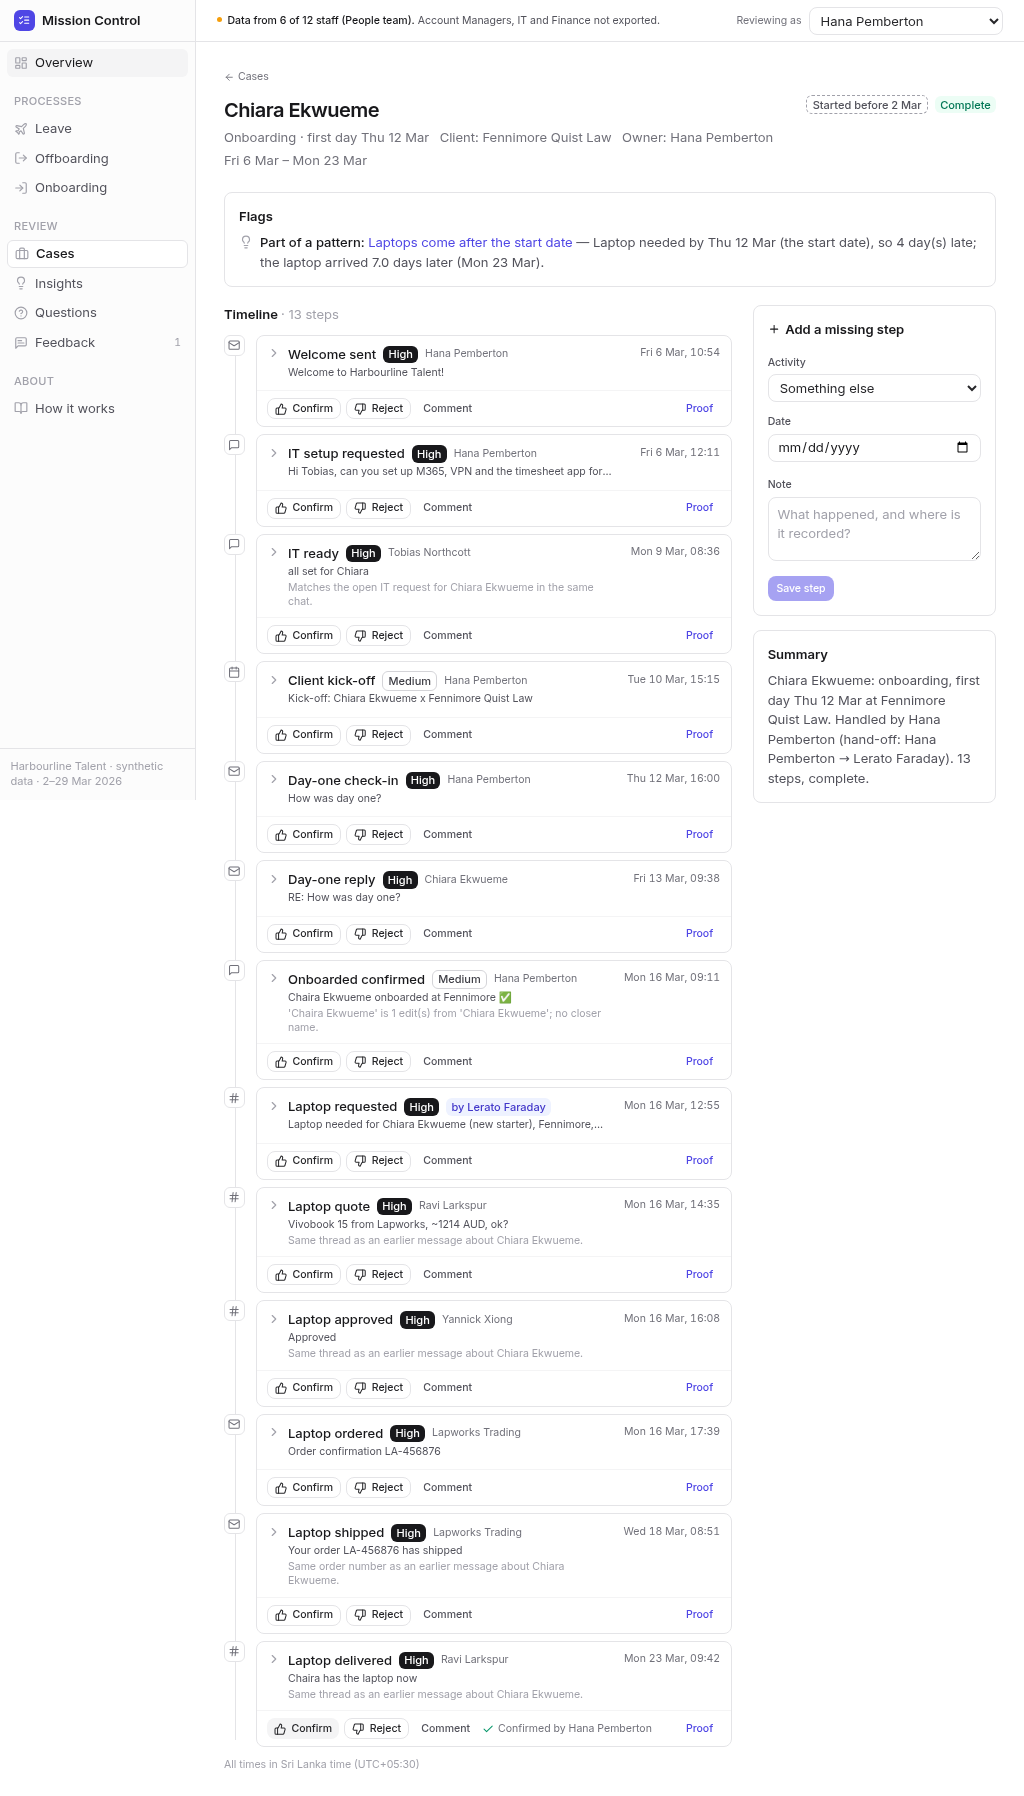 Mission Control
Data from 6 of 12 staff (People team). Account Managers, IT and Finance not exported.
Reviewing as
Hana Pemberton
Overview
PROCESSES
Leave
Offboarding
Onboarding
REVIEW
Cases
Insights
Questions
Feedback
1
ABOUT
How it works
Harbourline Talent · synthetic
data · 2–29 Mar 2026
← Cases
Chiara Ekwueme
Started before 2 Mar
Complete
Onboarding · first day Thu 12 Mar Client: Fennimore Quist Law Owner: Hana Pemberton
Fri 6 Mar – Mon 23 Mar
Flags
Part of a pattern: Laptops come after the start date — Laptop needed by Thu 12 Mar (the start date), so 4 day(s) late;
the laptop arrived 7.0 days later (Mon 23 Mar).
Timeline · 13 steps
Welcome sent High Hana Pemberton Fri 6 Mar, 10:54
Welcome to Harbourline Talent!
Confirm Reject Comment Proof
IT setup requested High Hana Pemberton Fri 6 Mar, 12:11
Hi Tobias, can you set up M365, VPN and the timesheet app for...
Confirm Reject Comment Proof
IT ready High Tobias Northcott Mon 9 Mar, 08:36
all set for Chiara
Matches the open IT request for Chiara Ekwueme in the same
chat.
Confirm Reject Comment Proof
Client kick-off Medium Hana Pemberton Tue 10 Mar, 15:15
Kick-off: Chiara Ekwueme x Fennimore Quist Law
Confirm Reject Comment Proof
Day-one check-in High Hana Pemberton Thu 12 Mar, 16:00
How was day one?
Confirm Reject Comment Proof
Day-one reply High Chiara Ekwueme Fri 13 Mar, 09:38
RE: How was day one?
Confirm Reject Comment Proof
Onboarded confirmed Medium Hana Pemberton Mon 16 Mar, 09:11
Chaira Ekwueme onboarded at Fennimore ✅
'Chaira Ekwueme' is 1 edit(s) from 'Chiara Ekwueme'; no closer
name.
Confirm Reject Comment Proof
Laptop requested High by Lerato Faraday Mon 16 Mar, 12:55
Laptop needed for Chiara Ekwueme (new starter), Fennimore,...
Confirm Reject Comment Proof
Laptop quote High Ravi Larkspur Mon 16 Mar, 14:35
Vivobook 15 from Lapworks, ~1214 AUD, ok?
Same thread as an earlier message about Chiara Ekwueme.
Confirm Reject Comment Proof
Laptop approved High Yannick Xiong Mon 16 Mar, 16:08
Approved
Same thread as an earlier message about Chiara Ekwueme.
Confirm Reject Comment Proof
Laptop ordered High Lapworks Trading Mon 16 Mar, 17:39
Order confirmation LA-456876
Confirm Reject Comment Proof
Laptop shipped High Lapworks Trading Wed 18 Mar, 08:51
Your order LA-456876 has shipped
Same order number as an earlier message about Chiara
Ekwueme.
Confirm Reject Comment Proof
Laptop delivered High Ravi Larkspur Mon 23 Mar, 09:42
Chaira has the laptop now
Same thread as an earlier message about Chiara Ekwueme.
Confirm Reject Comment ✓ Confirmed by Hana Pemberton Proof
All times in Sri Lanka time (UTC+05:30)
+ Add a missing step
Activity
Something else
Date
mm/dd/yyyy
Note
What happened, and where is
it recorded?
Save step
Summary
Chiara Ekwueme: onboarding, first
day Thu 12 Mar at Fennimore
Quist Law. Handled by Hana
Pemberton (hand-off: Hana
Pemberton → Lerato Faraday). 13
steps, complete.